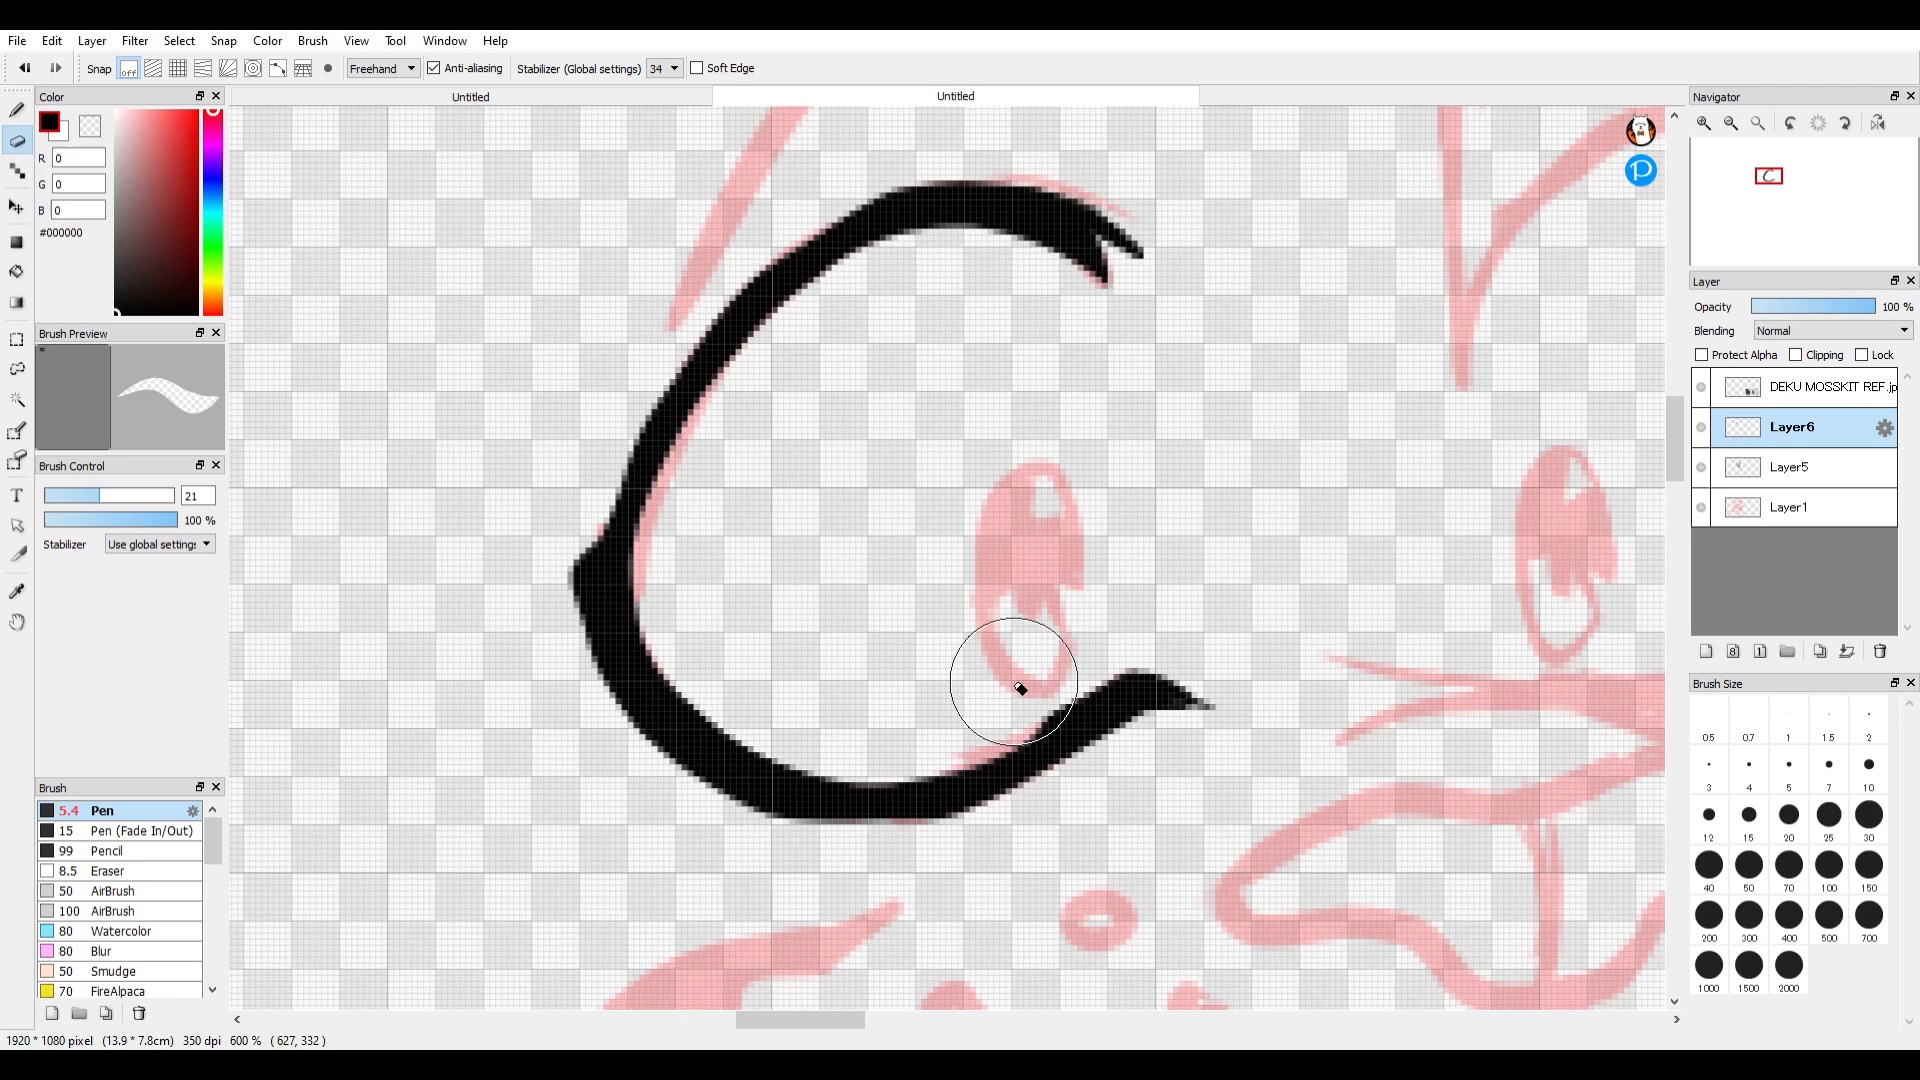 File Edit Layer Filter Select Snap Color Brush View Tool Window Help
Snap off Freehand Anti-aliasing Stabilizer (Global settings) 34 Soft Edge
Color
Untitled
Untitled
Navigator
R 0
G 0
B 0
#000000
Brush Preview
*
Brush Control
21
100 %
Stabilizer Use global settings
Brush
5.4 Pen
15 Pen (Fade In/Out)
99 Pencil
8.5 Eraser
50 AirBrush
100 AirBrush
80 Watercolor
80 Blur
50 Smudge
70 FireAlpaca
T
P
Layer
Opacity 100 %
Blending Normal
Protect Alpha Clipping Lock
DEKU MOSSKIT REF.jp
Layer6
Layer5
Layer1
8 1
Brush Size
0.5 0.7 1 1.5 2
3 4 5 7 10
12 15 20 25 30
40 50 70 100 150
200 300 400 500 700
1000 1500 2000
1920 * 1080 pixel (13.9 * 7.8cm) 350 dpi 600 % ( 627, 332 )